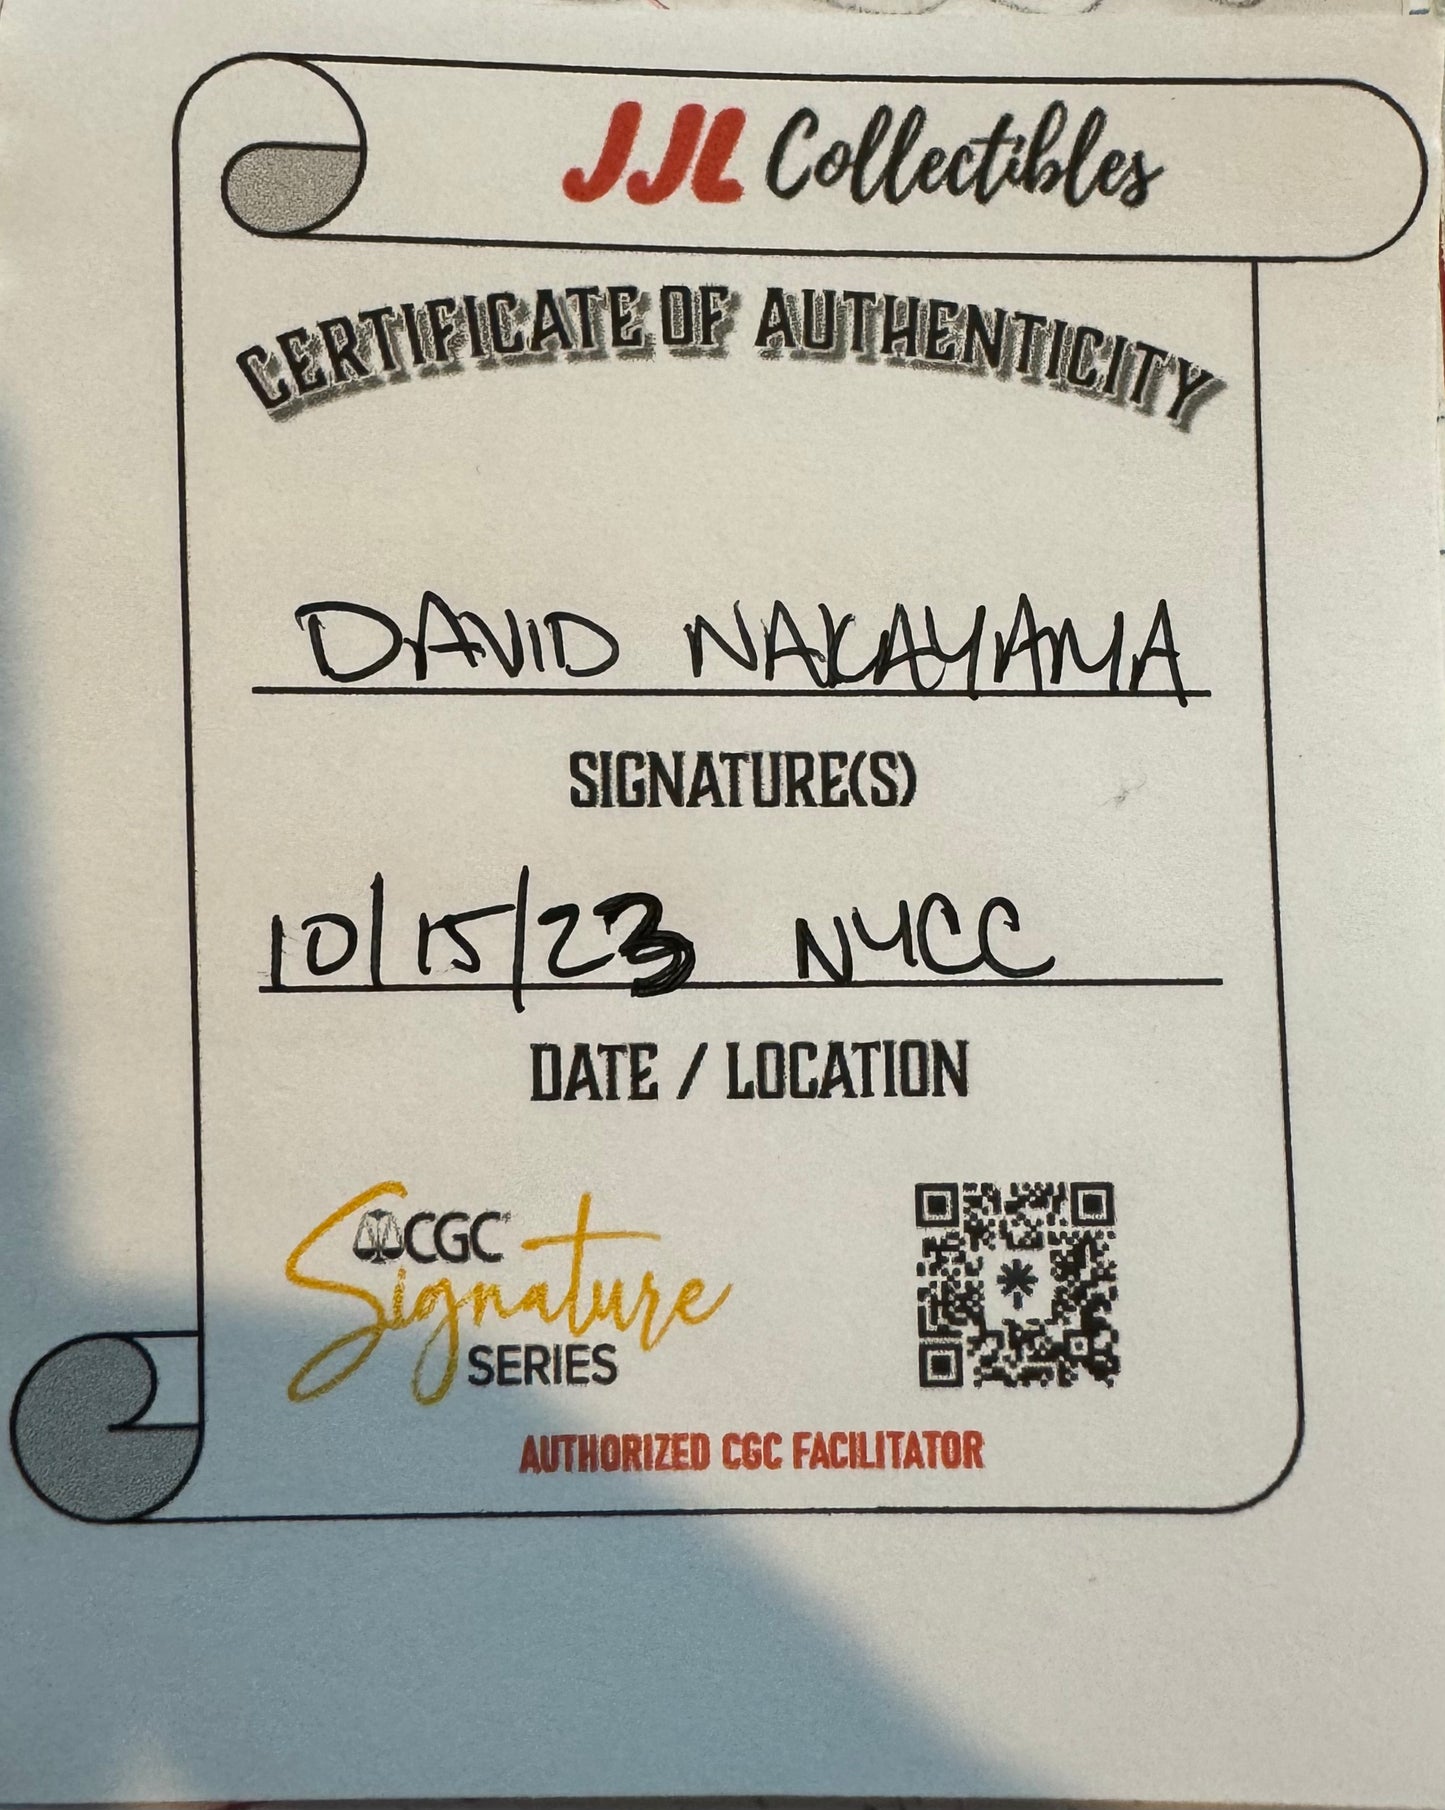 JJL Collectibles
CERTIFICATE OF AUTHENTICITY
DAVID NAKAYAMA
SIGNATURE(S)
10/15/23 NYCC
DATE / LOCATION
CGC
Signature
SERIES
AUTHORIZED CGC FACILITATOR